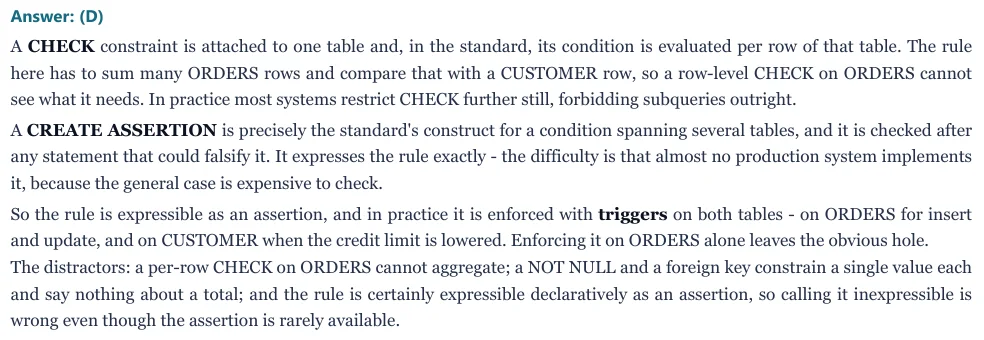 Answer: (D)
A CHECK constraint is attached to one table and, in the standard, its condition is evaluated per row of that table. The rule
here has to sum many ORDERS rows and compare that with a CUSTOMER row, so a row-level CHECK on ORDERS cannot
see what it needs. In practice most systems restrict CHECK further still, forbidding subqueries outright.
A CREATE ASSERTION is precisely the standard's construct for a condition spanning several tables, and it is checked after
any statement that could falsify it. It expresses the rule exactly - the difficulty is that almost no production system implements
it, because the general case is expensive to check.
So the rule is expressible as an assertion, and in practice it is enforced with triggers on both tables - on ORDERS for insert
and update, and on CUSTOMER when the credit limit is lowered. Enforcing it on ORDERS alone leaves the obvious hole.
The distractors: a per-row CHECK on ORDERS cannot aggregate; a NOT NULL and a foreign key constrain a single value each
and say nothing about a total; and the rule is certainly expressible declaratively as an assertion, so calling it inexpressible is
wrong even though the assertion is rarely available.